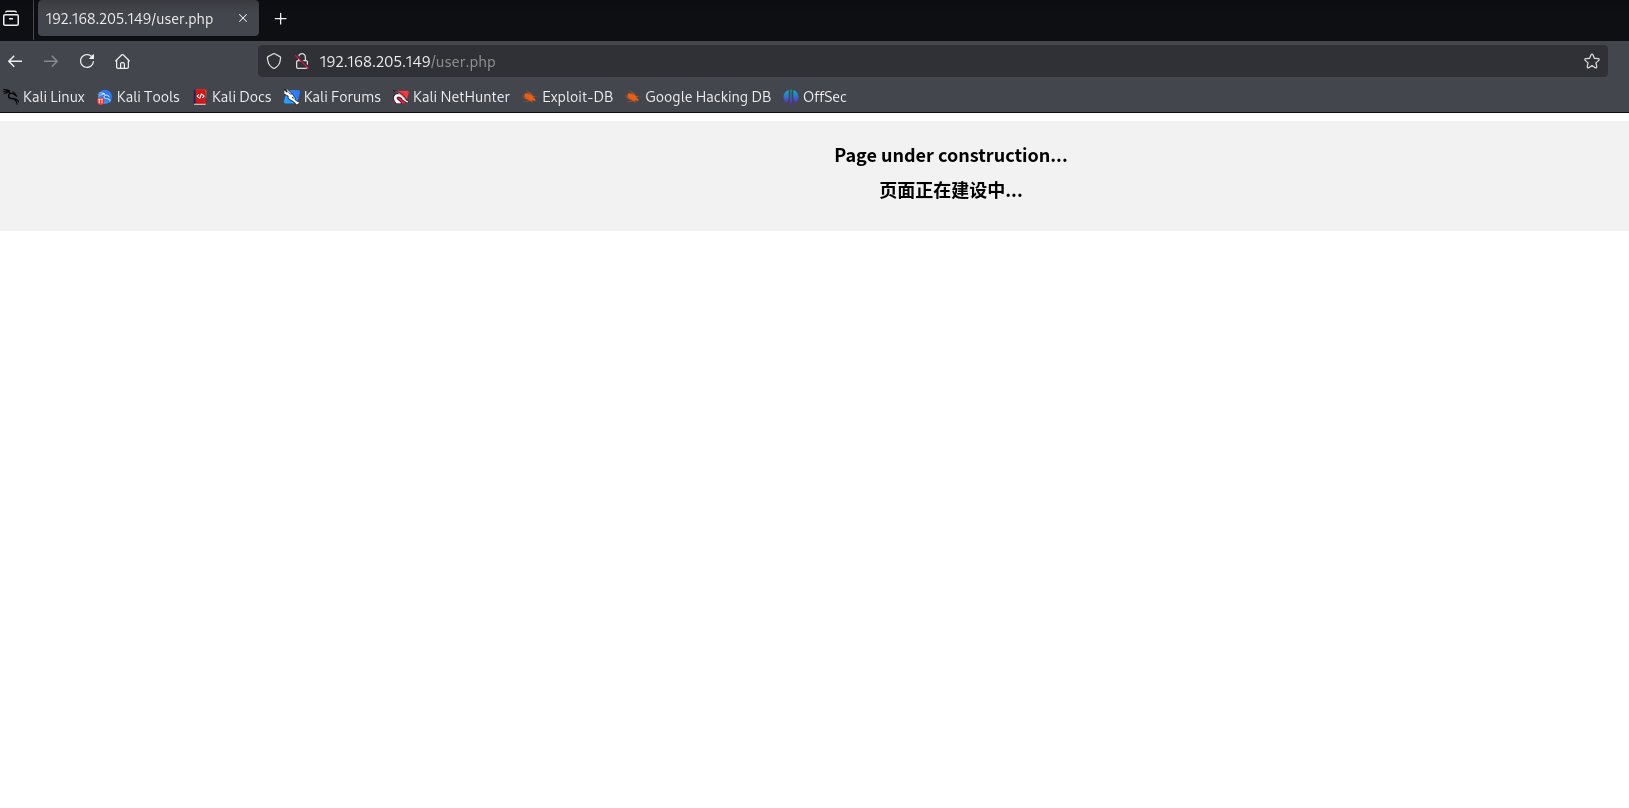 192.168.205.149/user.php
192.168.205.149/user.php
Kali Linux Kali Tools Kali Docs Kali Forums Kali NetHunter Exploit-DB Google Hacking DB OffSec
Page under construction...
页面正在建设中...